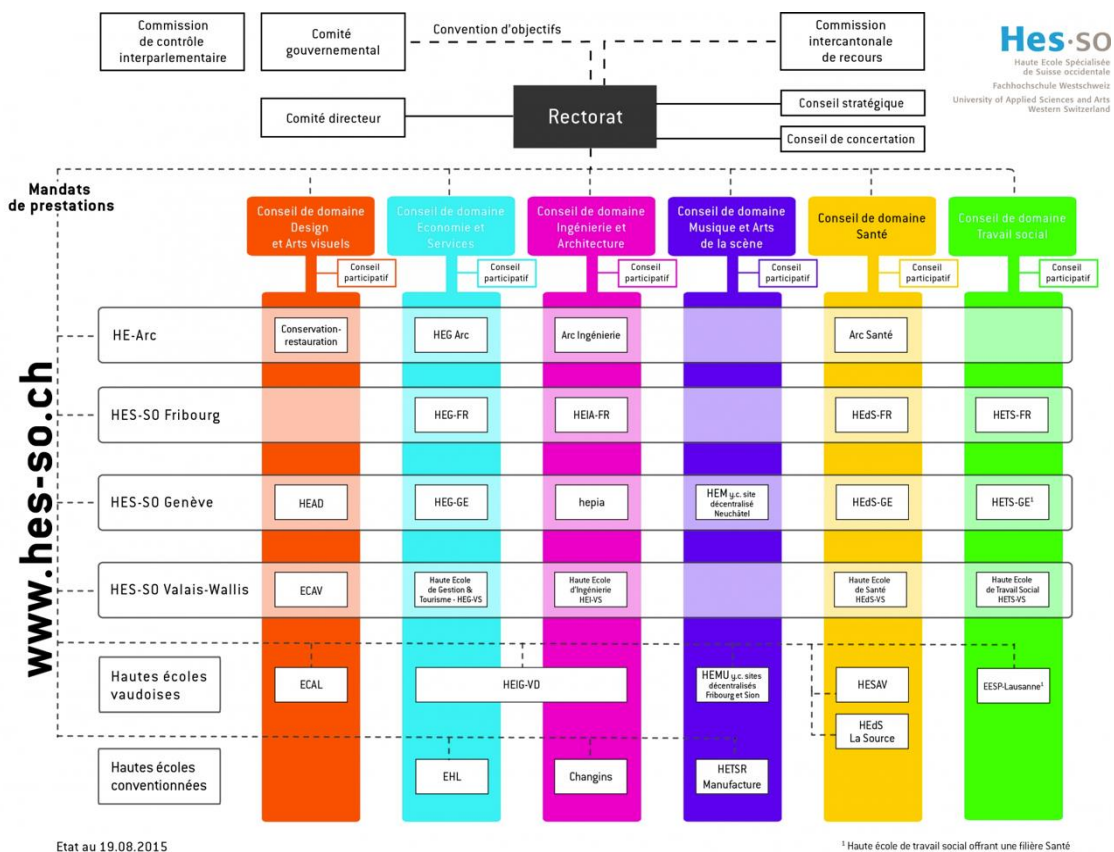 Commission
de contrôle
interparlementaire
Comité
gouvernemental
Convention d'objectifs
Commission
intercantonale
de recours
Hes·so
Haute Ecole Spécialisée
de Suisse occidentale
Fachhochschule Westschweiz
University of Applied Sciences and Arts
Western Switzerland
Comité directeur
Rectorat
Conseil stratégique
Conseil de concertation
Mandats
de prestations
Conseil de domaine
Design
et Arts visuels
Conseil de domaine
Economie et
Services
Conseil de domaine
Ingénierie et
Architecture
Conseil de domaine
Musique et Arts
de la scène
Conseil de domaine
Santé
Conseil de domaine
Travail social
Conseil
participatif
Conseil
participatif
Conseil
participatif
Conseil
participatif
Conseil
participatif
Conseil
participatif
www.hes-so.ch
HE-Arc
Conservation-
restauration
HEG Arc
Arc Ingénierie
Arc Santé
HES-SO Fribourg
HEG-FR
HEIA-FR
HEdS-FR
HETS-FR
HES-SO Genève
HEAD
HEG-GE
hepia
HEM y.c. site
décentralisé
Neuchâtel
HEdS-GE
HETS-GE¹
HES-SO Valais-Wallis
ECAV
Haute Ecole
de Gestion &
Tourisme - HEG-VS
Haute Ecole
d'Ingénierie
HEI-VS
Haute Ecole
de Santé
HEdS-VS
Haute Ecole
de Travail Social
HETS-VS
Hautes écoles
vaudoises
ECAL
HEIG-VD
HEMU y.c. sites
décentralisés
Fribourg et Sion
HESAV
EESP-Lausanne¹
HEdS
La Source
Hautes écoles
conventionnées
EHL
Changins
HETSR
Manufacture
Etat au 19.08.2015
¹ Haute école de travail social offrant une filière Santé